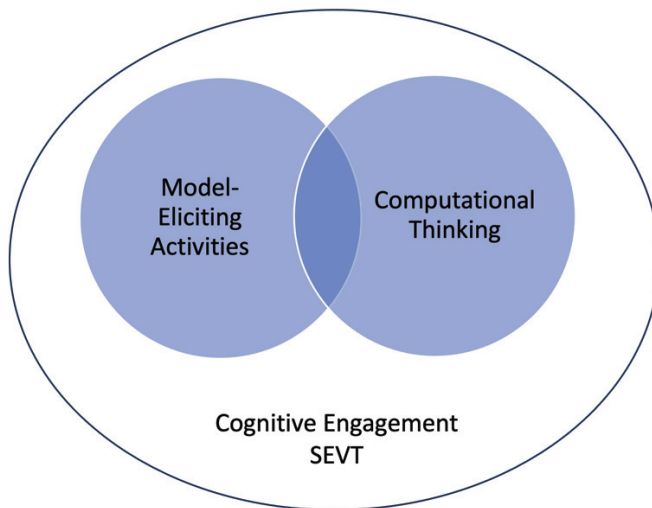 Model-
Eliciting
Activities
Computational
Thinking
Cognitive Engagement
SEVT